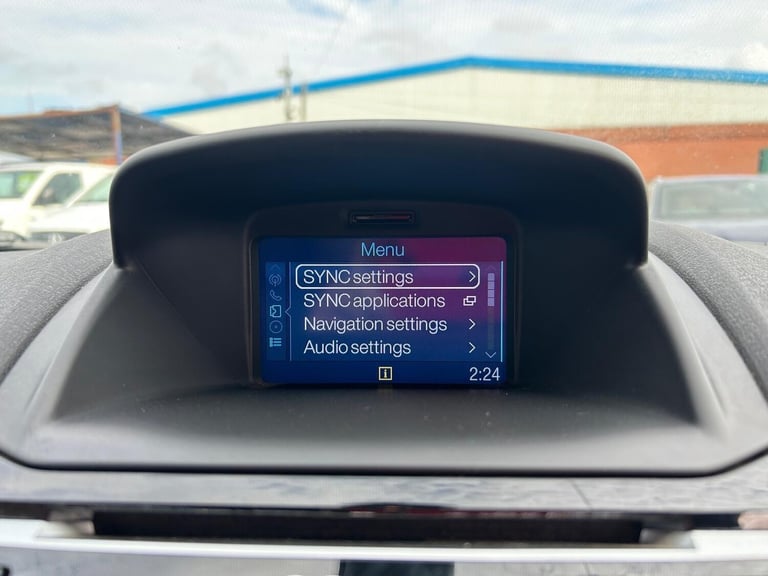 Menu
SYNC settings
SYNC applications
Navigation settings
Audio settings
i 2:24